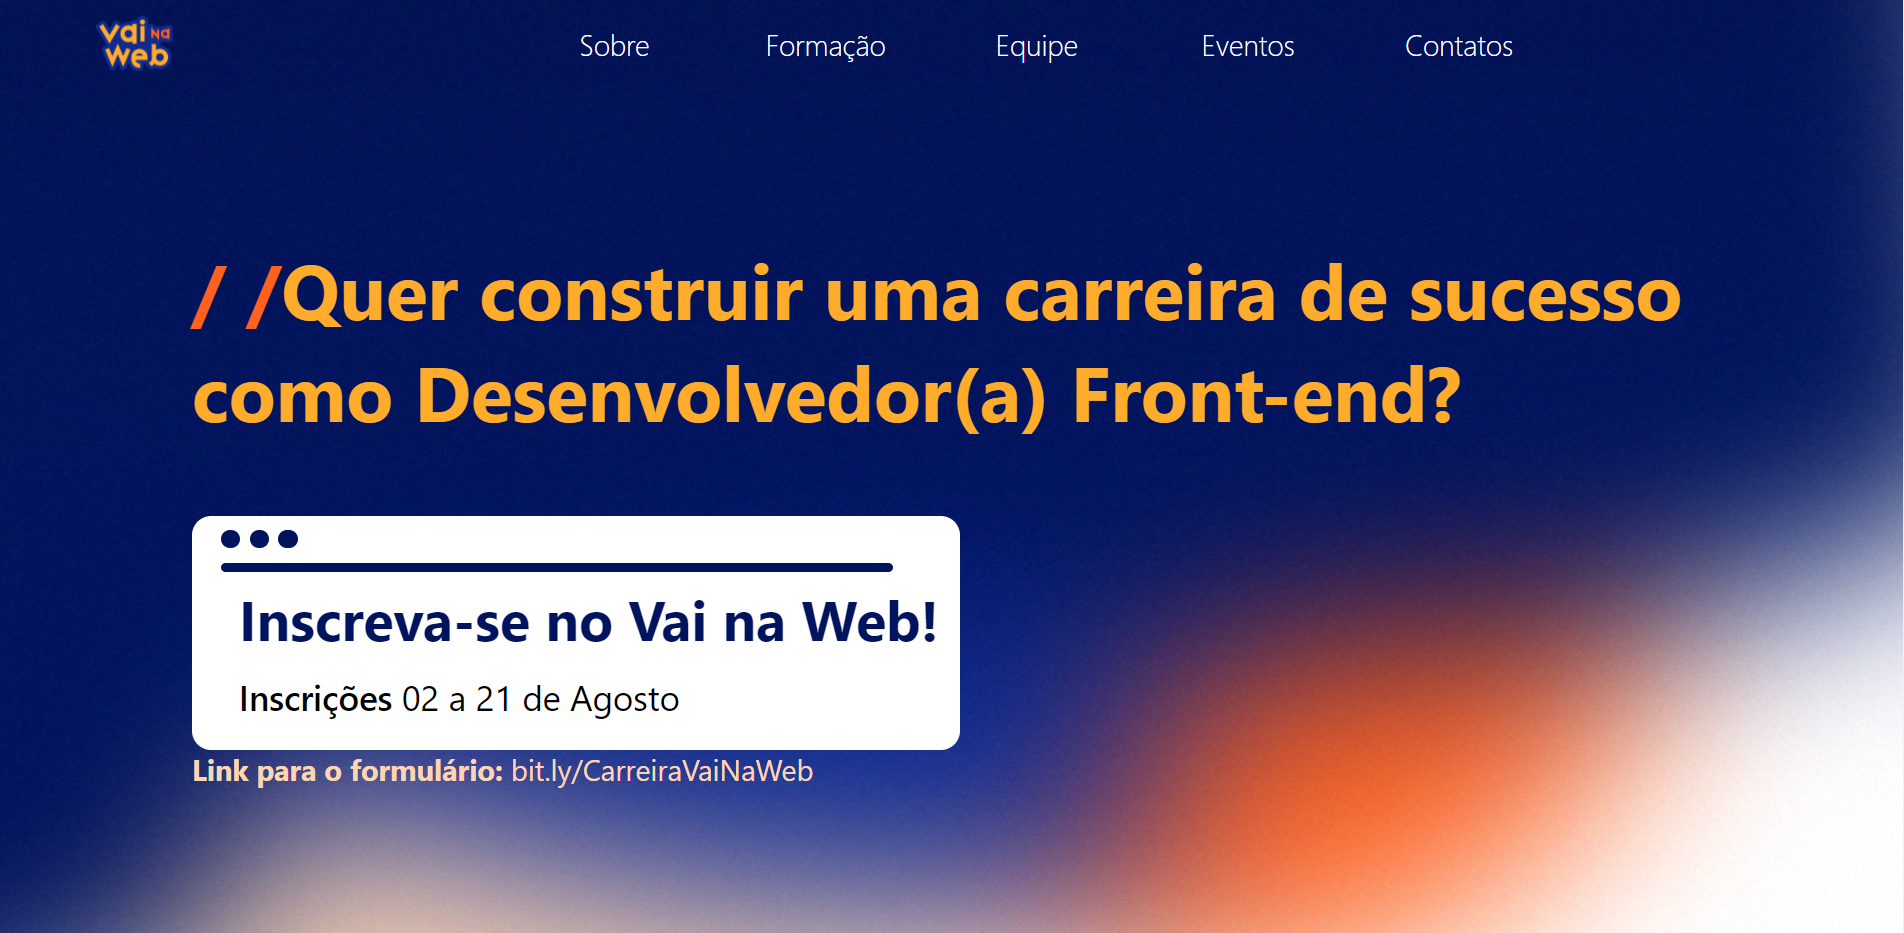 vai na
web
Sobre
Formação
Equipe
Eventos
Contatos
/ /Quer construir uma carreira de sucesso
como Desenvolvedor(a) Front-end?
Inscreva-se no Vai na Web!
Inscrições 02 a 21 de Agosto
Link para o formulário: bit.ly/CarreiraVaiNaWeb